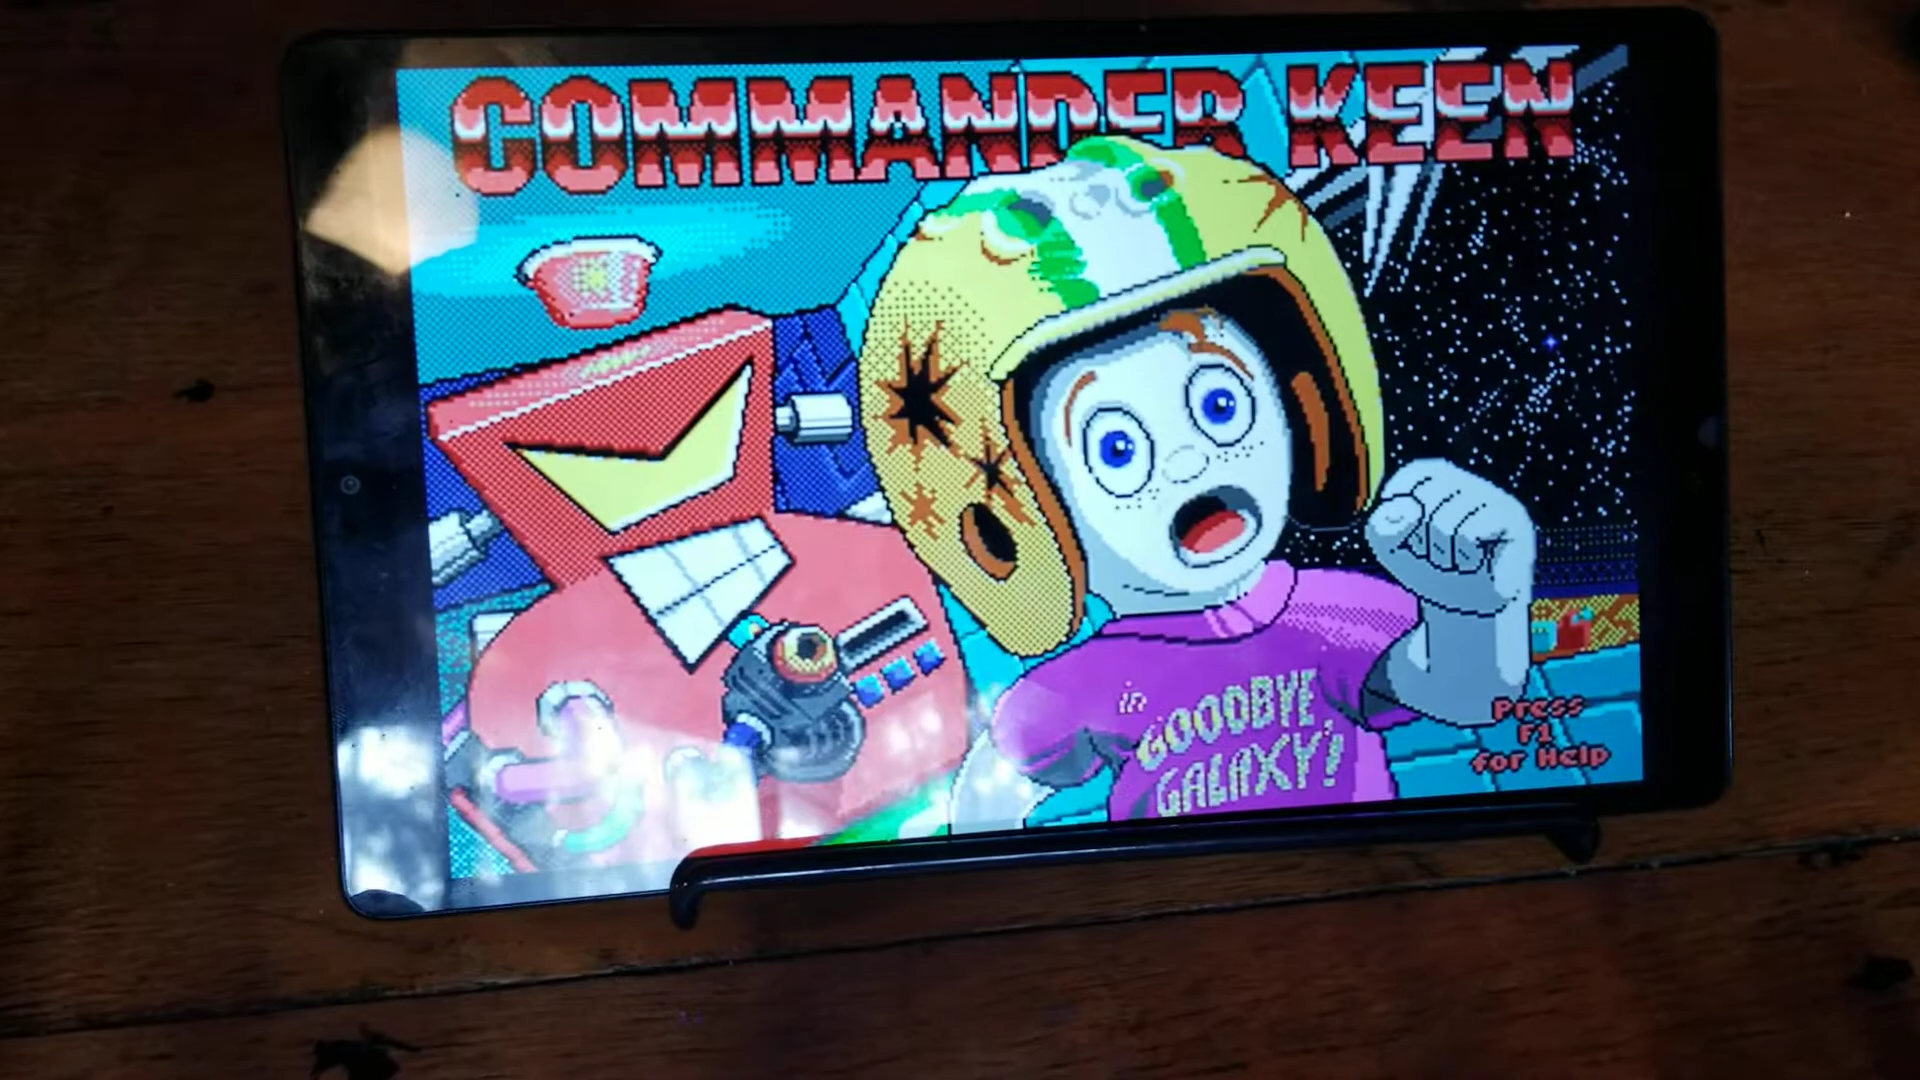 COMMANDER KEEN
in
GOODBYE
GALAXY!
Press
F1
for Help